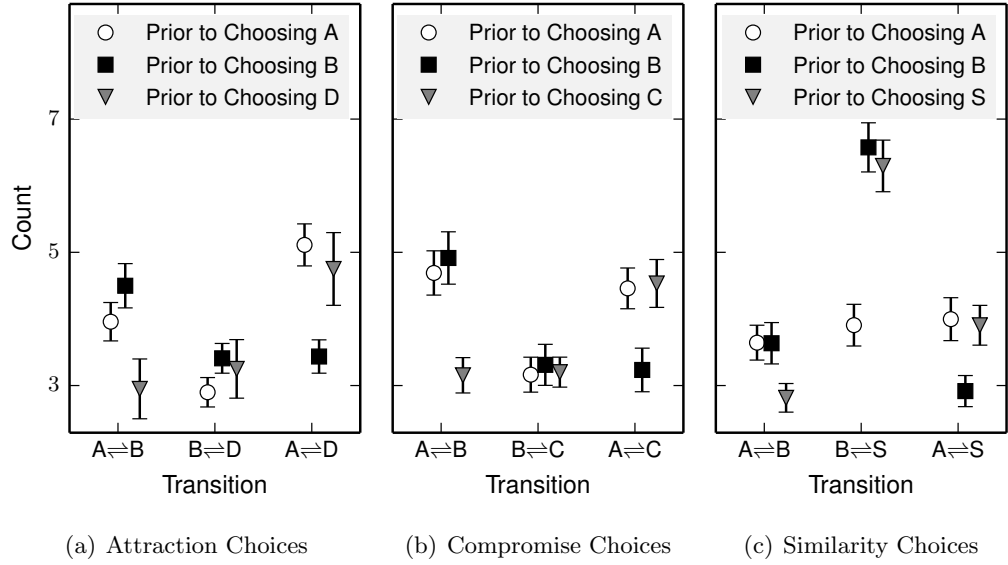 Prior to Choosing A
Prior to Choosing B
Prior to Choosing D
Prior to Choosing A
Prior to Choosing B
Prior to Choosing C
Prior to Choosing A
Prior to Choosing B
Prior to Choosing S
7
5
3
Count
A⇌B B⇌D A⇌D
Transition
A⇌B B⇌C A⇌C
Transition
A⇌B B⇌S A⇌S
Transition
(a) Attraction Choices
(b) Compromise Choices
(c) Similarity Choices